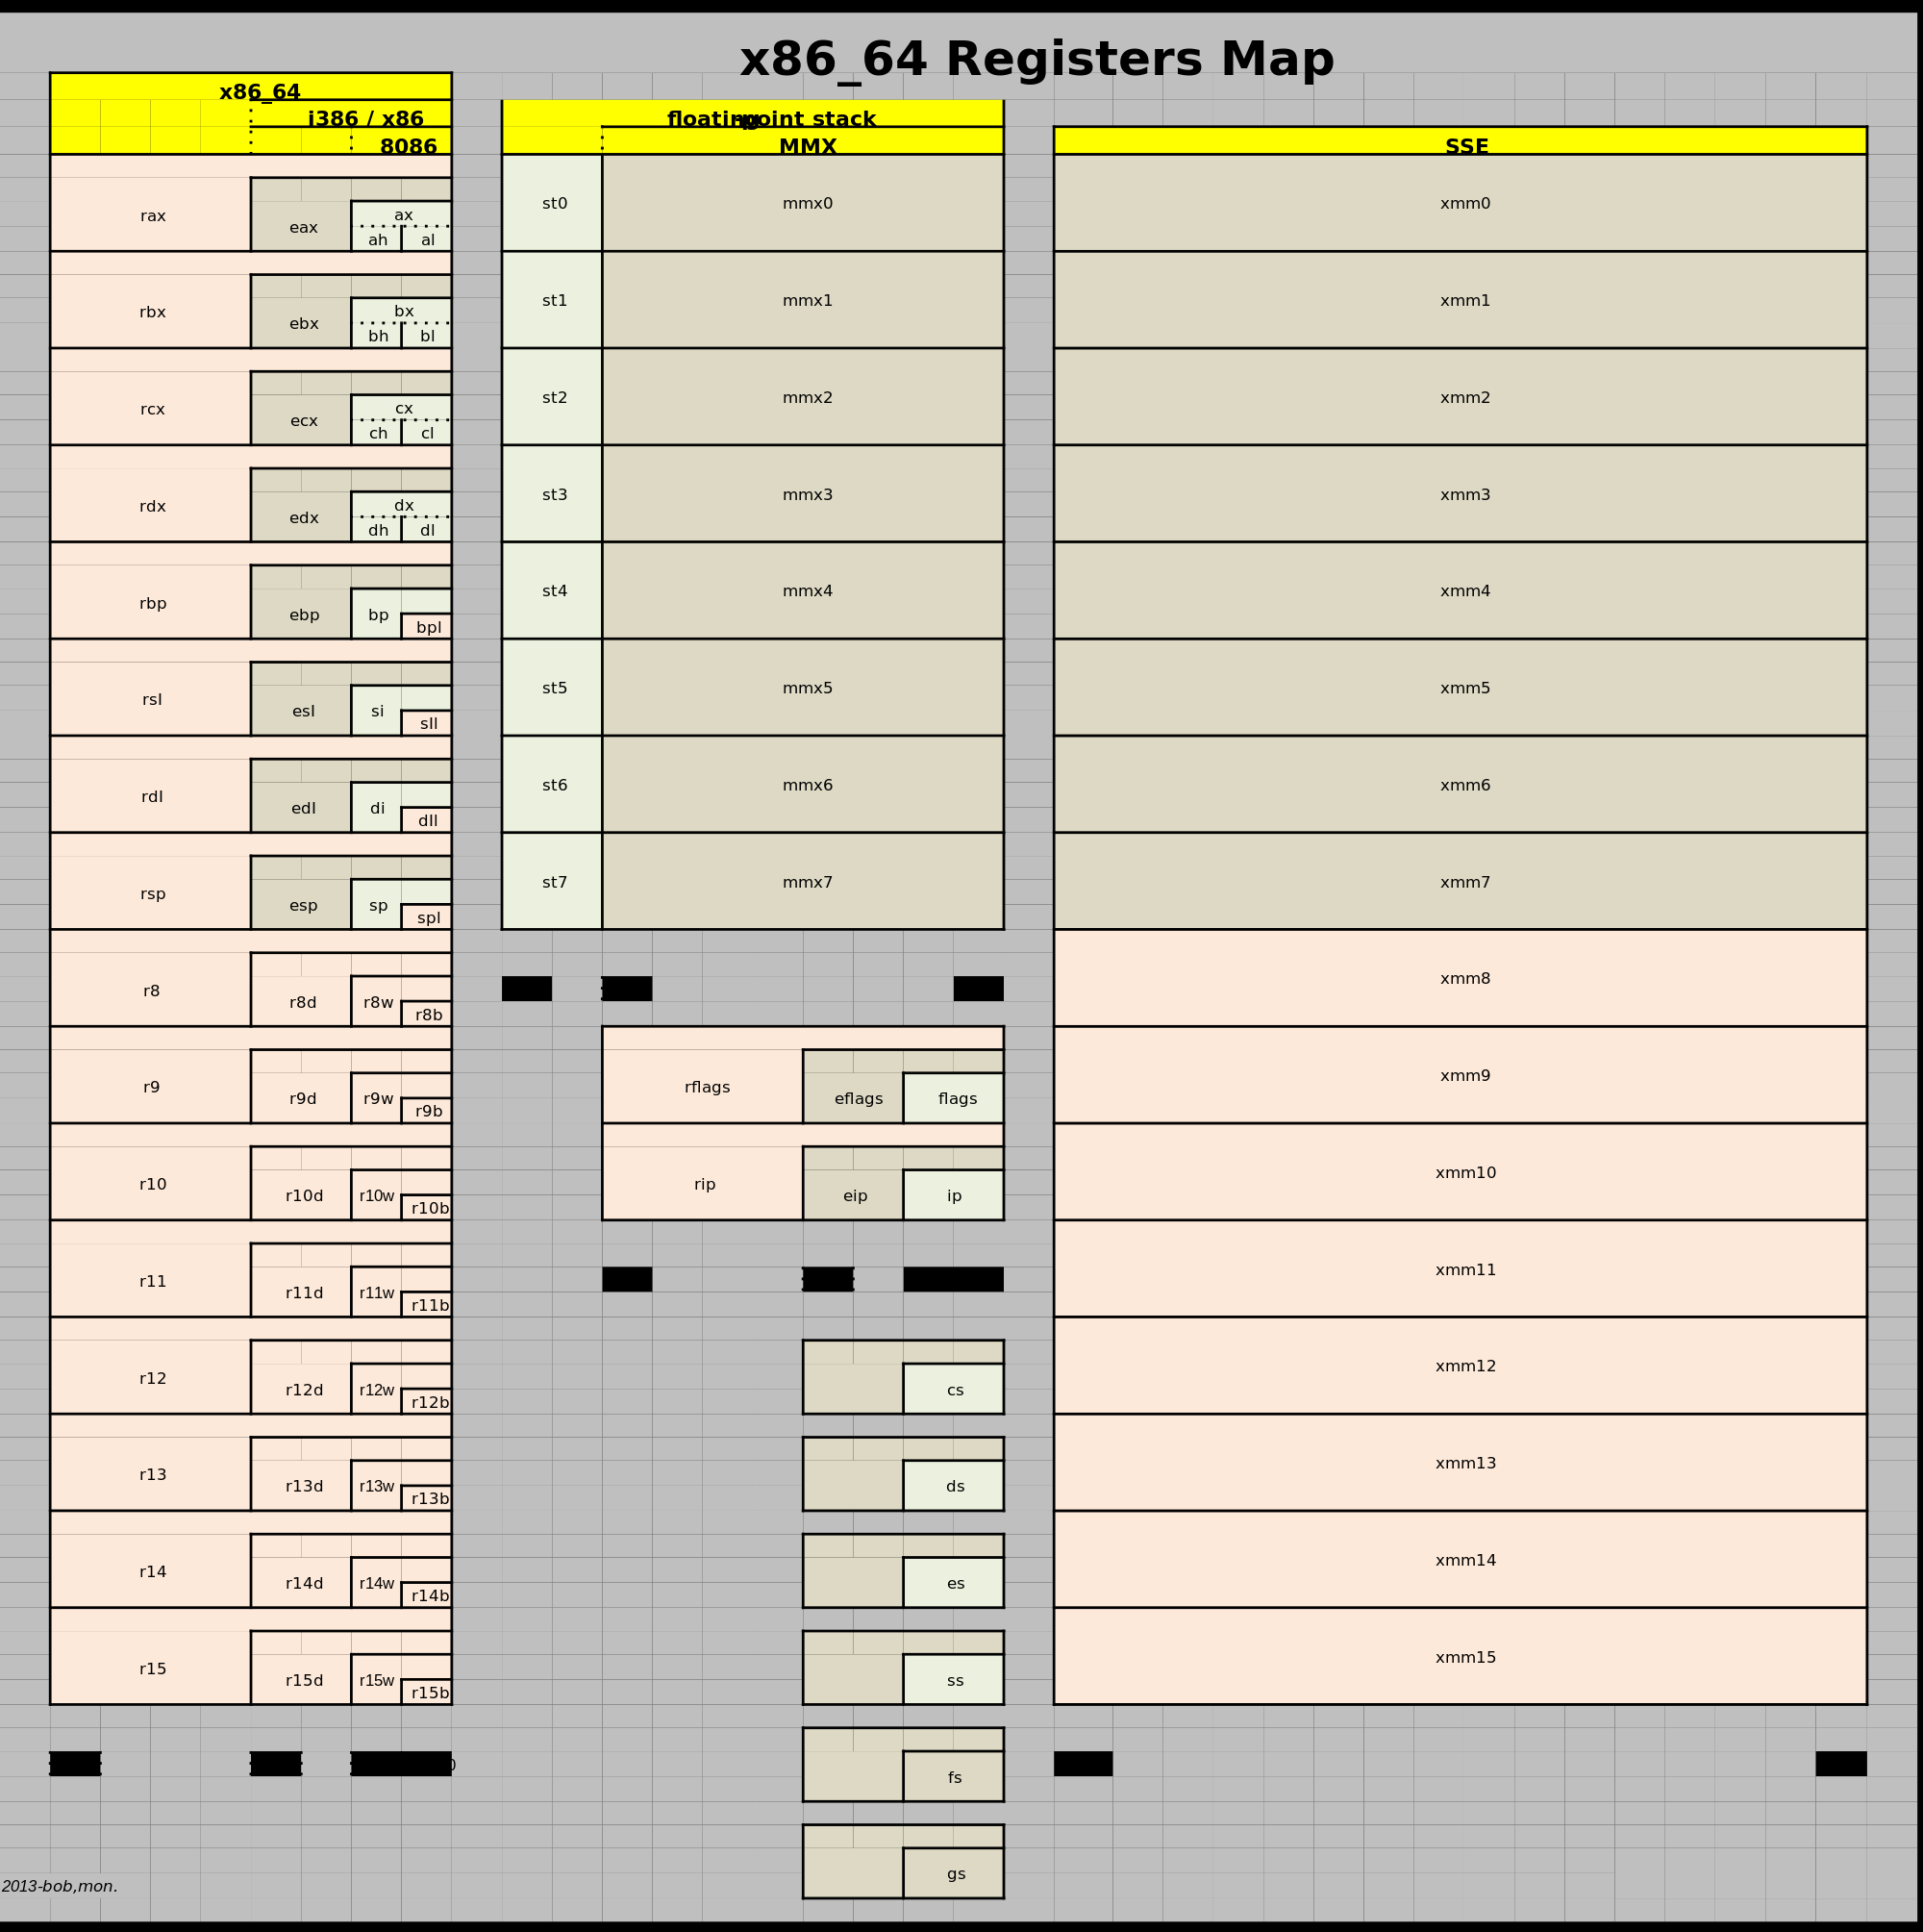 x86_64 Registers Map
x86_64
i386 / x86
8086
floating point stack
MMX
SSE
rax eax ax
ah al
rbx ebx bx
bh bl
rcx ecx cx
ch cl
rdx edx dx
dh dl
rbp ebp bp bpl
rsl esl si sll
rdl edl di dll
rsp esp sp spl
r8 r8d r8w r8b
r9 r9d r9w r9b
r10 r10d r10w r10b
r11 r11d r11w r11b
r12 r12d r12w r12b
r13 r13d r13w r13b
r14 r14d r14w r14b
r15 r15d r15w r15b
st0 mmx0
st1 mmx1
st2 mmx2
st3 mmx3
st4 mmx4
st5 mmx5
st6 mmx6
st7 mmx7
rflags eflags flags
rip eip ip
cs
ds
es
ss
fs
gs
xmm0
xmm1
xmm2
xmm3
xmm4
xmm5
xmm6
xmm7
xmm8
xmm9
xmm10
xmm11
xmm12
xmm13
xmm14
xmm15
2013-bob,mon.